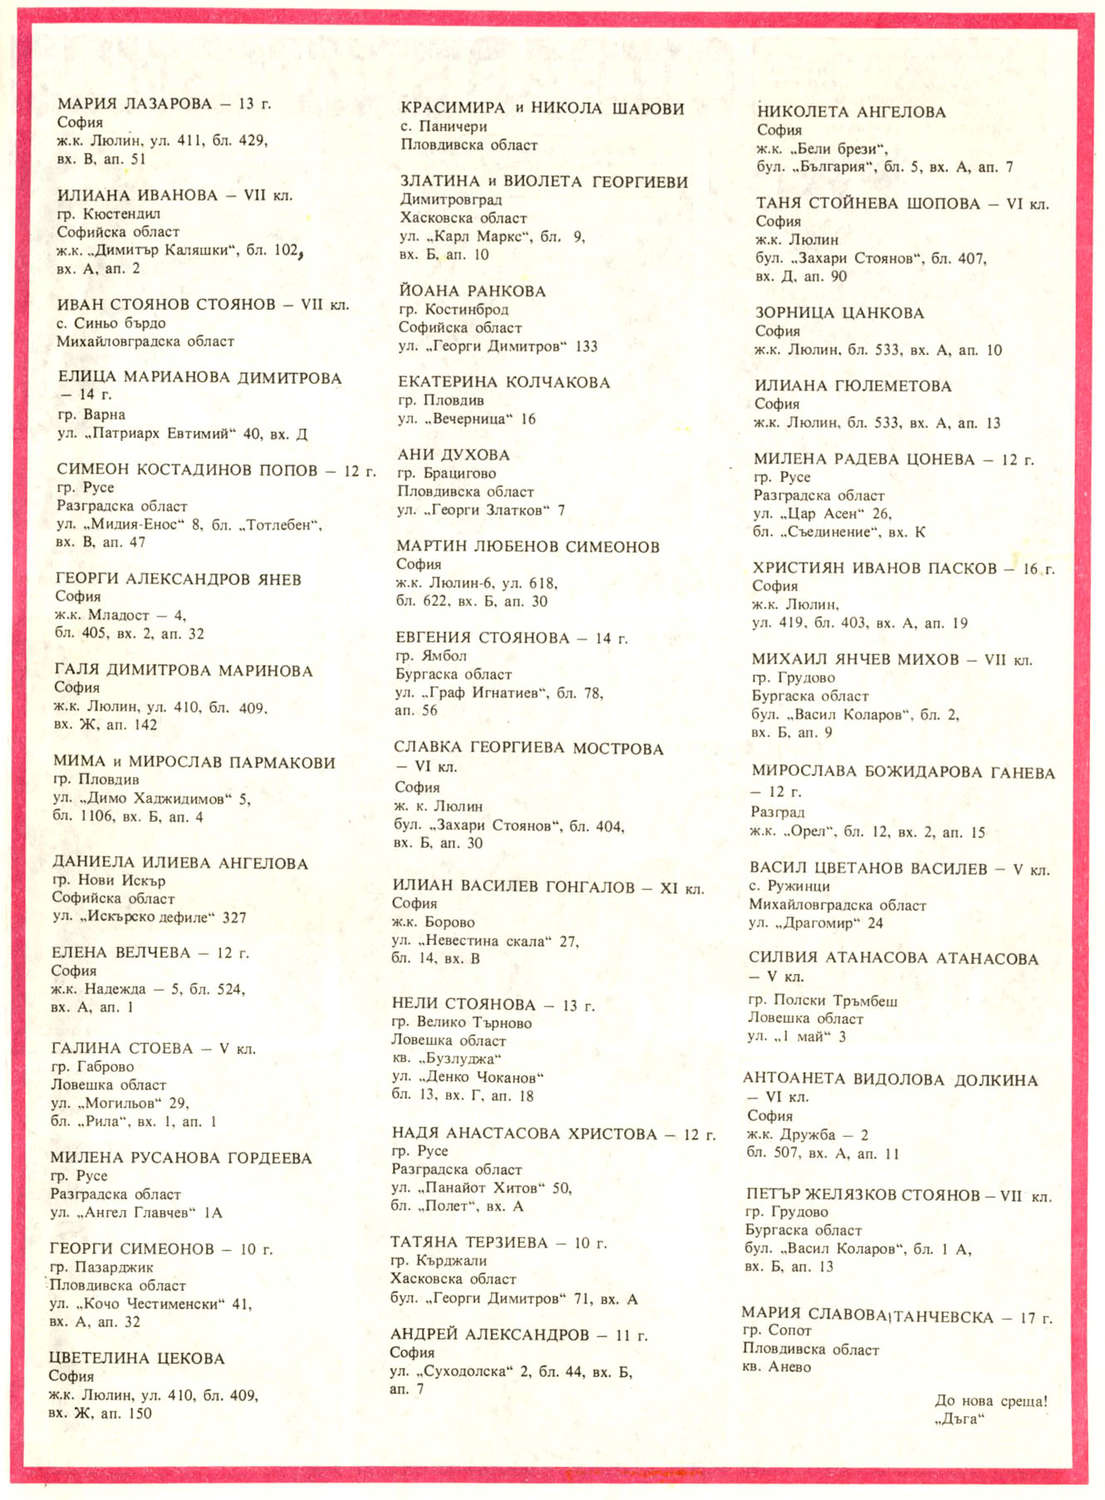 МАРИЯ ЛАЗАРОВА — 13 г.
София
ж.к. Люлин, ул. 411, бл. 429,
вх. В, ап. 51
ИЛИАНА ИВАНОВА — VII кл.
гр. Кюстендил
Софийска област
ж.к. „Димитър Каляшки“, бл. 102,
вх. А, ап. 2
ИВАН СТОЯНОВ СТОЯНОВ — VII кл.
с. Синьо бърдо
Михайловградска област
ЕЛИЦА МАРИАНОВА ДИМИТРОВА
— 14 г.
гр. Варна
ул. „Патриарх Евтимий“ 40, вх. Д
СИМЕОН КОСТАДИНОВ ПОПОВ — 12 г.
гр. Русе
Разградска област
ул. „Мидия-Енос“ 8, бл. „Тотлебен“,
вх. В, ап. 47
ГЕОРГИ АЛЕКСАНДРОВ ЯНЕВ
София
ж.к. Младост — 4,
бл. 405, вх. 2, ап. 32
ГАЛЯ ДИМИТРОВА МАРИНОВА
София
ж.к. Люлин, ул. 410, бл. 409,
вх. Ж, ап. 142
МИМА и МИРОСЛАВ ПАРМАКОВИ
гр. Пловдив
ул. „Димо Хаджидимов“ 5,
бл. 1106, вх. Б, ап. 4
ДАНИЕЛА ИЛИЕВА АНГЕЛОВА
гр. Нови Искър
Софийска област
ул. „Искърско дефиле“ 327
ЕЛЕНА ВЕЛЧЕВА — 12 г.
София
ж.к. Надежда — 5, бл. 524,
вх. А, ап. 1
ГАЛИНА СТОЕВА — V кл.
гр. Габрово
Ловешка област
ул. „Могильов“ 29,
бл. „Рила“, вх. 1, ап. 1
МИЛЕНА РУСАНОВА ГОРДЕЕВА
гр. Русе
Разградска област
ул. „Ангел Главчев“ 1А
ГЕОРГИ СИМЕОНОВ — 10 г.
гр. Пазарджик
Пловдивска област
ул. „Кочо Честименски“ 41,
вх. А, ап. 32
ЦВЕТЕЛИНА ЦЕКОВА
София
ж.к. Люлин, ул. 410, бл. 409,
вх. Ж, ап. 150
КРАСИМИРА и НИКОЛА ШАРОВИ
с. Паничери
Пловдивска област
ЗЛАТИНА и ВИОЛЕТА ГЕОРГИЕВИ
Димитровград
Хасковска област
ул. „Карл Маркс“, бл. 9,
вх. Б, ап. 10
ЙОАНА РАНКОВА
гр. Костинброд
Софийска област
ул. „Георги Димитров“ 133
ЕКАТЕРИНА КОЛЧАКОВА
гр. Пловдив
ул. „Вечерница“ 16
АНИ ДУХОВА
гр. Брацигово
Пловдивска област
ул. „Георги Златков“ 7
МАРТИН ЛЮБЕНОВ СИМЕОНОВ
София
ж.к. Люлин-6, ул. 618,
бл. 622, вх. Б, ап. 30
ЕВГЕНИЯ СТОЯНОВА — 14 г.
гр. Ямбол
Бургаска област
ул. „Граф Игнатиев“, бл. 78,
ап. 56
СЛАВКА ГЕОРГИЕВА МОСТРОВА
— VI кл.
София
ж. к. Люлин
бул. „Захари Стоянов“, бл. 404,
вх. Б, ап. 30
ИЛИАН ВАСИЛЕВ ГОНГАЛОВ — XI кл.
София
ж.к. Борово
ул. „Невестина скала“ 27,
бл. 14, вх. В
НЕЛИ СТОЯНОВА — 13 г.
гр. Велико Търново
Ловешка област
кв. „Бузлуджа“
ул. „Денко Чоканов“
бл. 13, вх. Г, ап. 18
НАДЯ АНАСТАСОВА ХРИСТОВА — 12 г.
гр. Русе
Разградска област
ул. „Панайот Хитов“ 50,
бл. „Полет“, вх. А
ТАТЯНА ТЕРЗИЕВА — 10 г.
гр. Кърджали
Хасковска област
бул. „Георги Димитров“ 71, вх. А
АНДРЕЙ АЛЕКСАНДРОВ — 11 г.
София
ул. „Суходолска“ 2, бл. 44, вх. Б,
ап. 7
НИКОЛЕТА АНГЕЛОВА
София
ж.к. „Бели брези“,
бул. „България“, бл. 5, вх. А, ап. 7
ТАНЯ СТОЙНЕВА ШОПОВА — VI кл.
София
ж.к. Люлин
бул. „Захари Стоянов“, бл. 407,
вх. Д, ап. 90
ЗОРНИЦА ЦАНКОВА
София
ж.к. Люлин, бл. 533, вх. А, ап. 10
ИЛИАНА ГЮЛЕМЕТОВА
София
ж.к. Люлин, бл. 533, вх. А, ап. 13
МИЛЕНА РАДЕВА ЦОНЕВА — 12 г.
гр. Русе
Разградска област
ул. „Цар Асен“ 26,
бл. „Съединение“, вх. К
ХРИСТИЯН ИВАНОВ ПАСКОВ — 16 г.
София
ж.к. Люлин,
ул. 419, бл. 403, вх. А, ап. 19
МИХАИЛ ЯНЧЕВ МИХОВ — VII кл.
гр. Грудово
Бургаска област
бул. „Васил Коларов“, бл. 2,
вх. Б, ап. 9
МИРОСЛАВА БОЖИДАРОВА ГАНЕВА
— 12 г.
Разград
ж.к. „Орел“, бл. 12, вх. 2, ап. 15
ВАСИЛ ЦВЕТАНОВ ВАСИЛЕВ — V кл.
с. Ружинци
Михайловградска област
ул. „Драгомир“ 24
СИЛВИЯ АТАНАСОВА АТАНАСОВА
— V кл.
гр. Полски Тръмбеш
Ловешка област
ул. „1 май“ 3
АНТОАНЕТА ВИДОЛОВА ДОЛКИНА
— VI кл.
София
ж.к. Дружба — 2
бл. 507, вх. А, ап. 11
ПЕТЪР ЖЕЛЯЗКОВ СТОЯНОВ — VII кл.
гр. Грудово
Бургаска област
бул. „Васил Коларов“, бл. 1 А,
вх. Б, ап. 13
МАРИЯ СЛАВОВА ТАНЧЕВСКА — 17 г.
гр. Сопот
Пловдивска област
кв. Анево
До нова среща!
„Дъга“